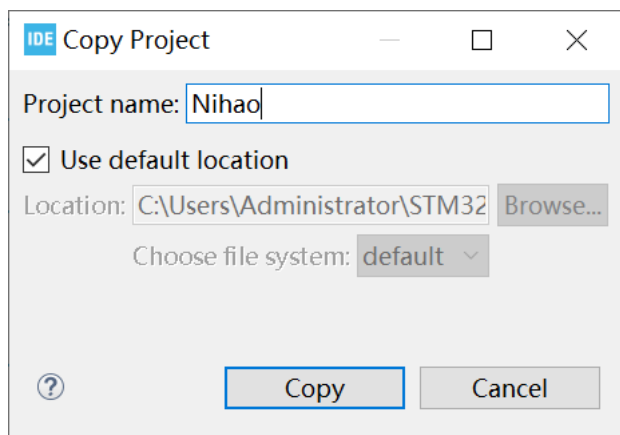 IDE Copy Project
Project name: Nihao
Use default location
Location: C:\Users\Administrator\STM32 Browse...
Choose file system: default
? Copy Cancel